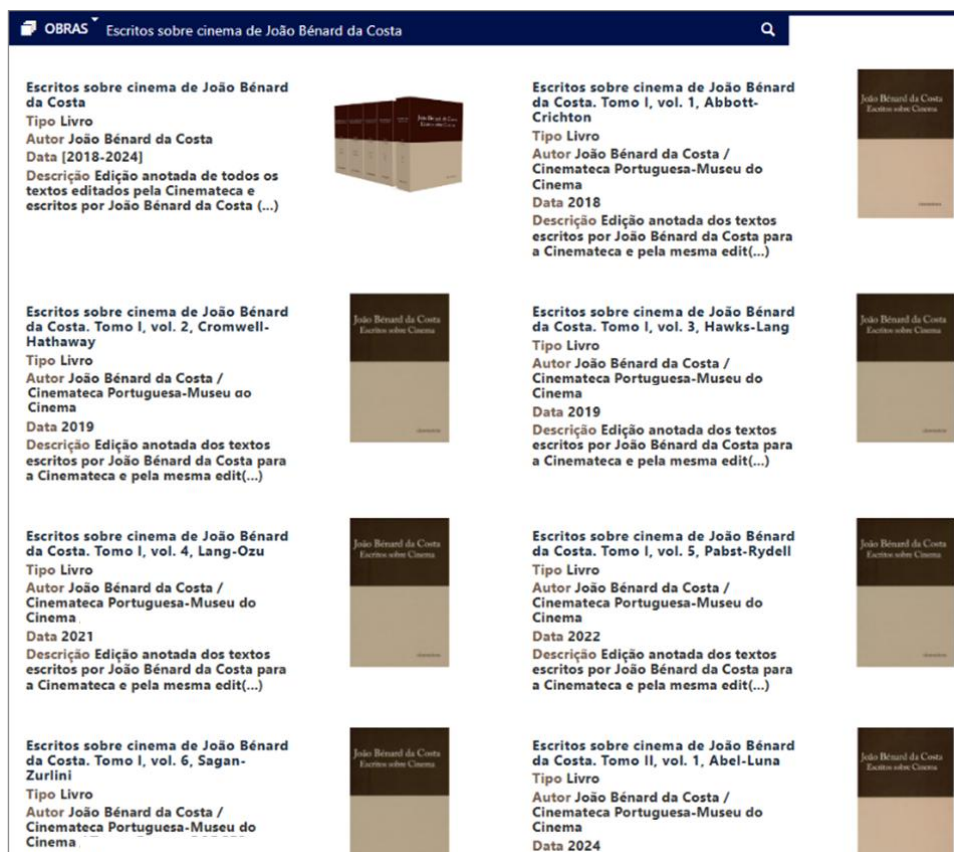 OBRAS Escritos sobre cinema de João Bénard da Costa
Escritos sobre cinema de João Bénard
da Costa
Tipo Livro
Autor João Bénard da Costa
Data [2018-2024]
Descrição Edição anotada de todos os
textos editados pela Cinemateca e
escritos por João Bénard da Costa (...)
Escritos sobre cinema de João Bénard
da Costa. Tomo I, vol. 1, Abbott-
Crichton
Tipo Livro
Autor João Bénard da Costa /
Cinemateca Portuguesa-Museu do
Cinema
Data 2018
Descrição Edição anotada dos textos
escritos por João Bénard da Costa para
a Cinemateca e pela mesma edit(...)
João Bénard da Costa
Escritos sobre Cinema
Escritos sobre cinema de João Bénard
da Costa. Tomo I, vol. 2, Cromwell-
Hathaway
Tipo Livro
Autor João Bénard da Costa /
Cinemateca Portuguesa-Museu do
Cinema
Data 2019
Descrição Edição anotada dos textos
escritos por João Bénard da Costa para
a Cinemateca e pela mesma edit(...)
João Bénard da Costa
Escritos sobre Cinema
Escritos sobre cinema de João Bénard
da Costa. Tomo I, vol. 3, Hawks-Lang
Tipo Livro
Autor João Bénard da Costa /
Cinemateca Portuguesa-Museu do
Cinema
Data 2019
Descrição Edição anotada dos textos
escritos por João Bénard da Costa para
a Cinemateca e pela mesma edit(...)
João Bénard da Costa
Escritos sobre Cinema
Escritos sobre cinema de João Bénard
da Costa. Tomo I, vol. 4, Lang-Ozu
Tipo Livro
Autor João Bénard da Costa /
Cinemateca Portuguesa-Museu do
Cinema
Data 2021
Descrição Edição anotada dos textos
escritos por João Bénard da Costa para
a Cinemateca e pela mesma edit(...)
João Bénard da Costa
Escritos sobre Cinema
Escritos sobre cinema de João Bénard
da Costa. Tomo I, vol. 5, Pabst-Rydell
Tipo Livro
Autor João Bénard da Costa /
Cinemateca Portuguesa-Museu do
Cinema
Data 2022
Descrição Edição anotada dos textos
escritos por João Bénard da Costa para
a Cinemateca e pela mesma edit(...)
João Bénard da Costa
Escritos sobre Cinema
Escritos sobre cinema de João Bénard
da Costa. Tomo I, vol. 6, Sagan-
Zurlini
Tipo Livro
Autor João Bénard da Costa /
Cinemateca Portuguesa-Museu do
Cinema
João Bénard da Costa
Escritos sobre Cinema
Escritos sobre cinema de João Bénard
da Costa. Tomo II, vol. 1, Abel-Luna
Tipo Livro
Autor João Bénard da Costa /
Cinemateca Portuguesa-Museu do
Cinema
Data 2024
João Bénard da Costa
Escritos sobre Cinema